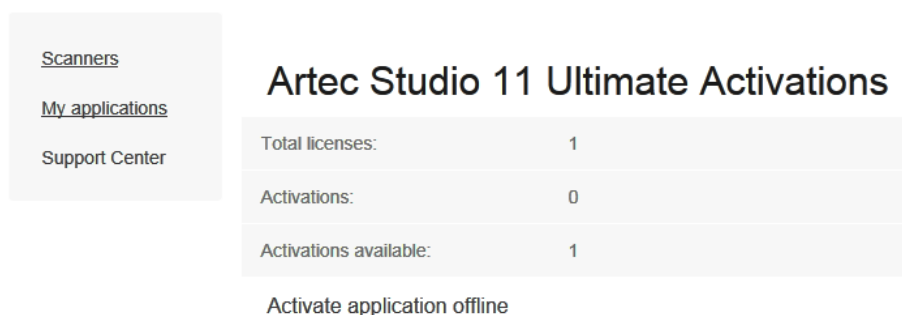 Scanners
My applications
Support Center
Artec Studio 11 Ultimate Activations
Total licenses: 1
Activations: 0
Activations available: 1
Activate application offline